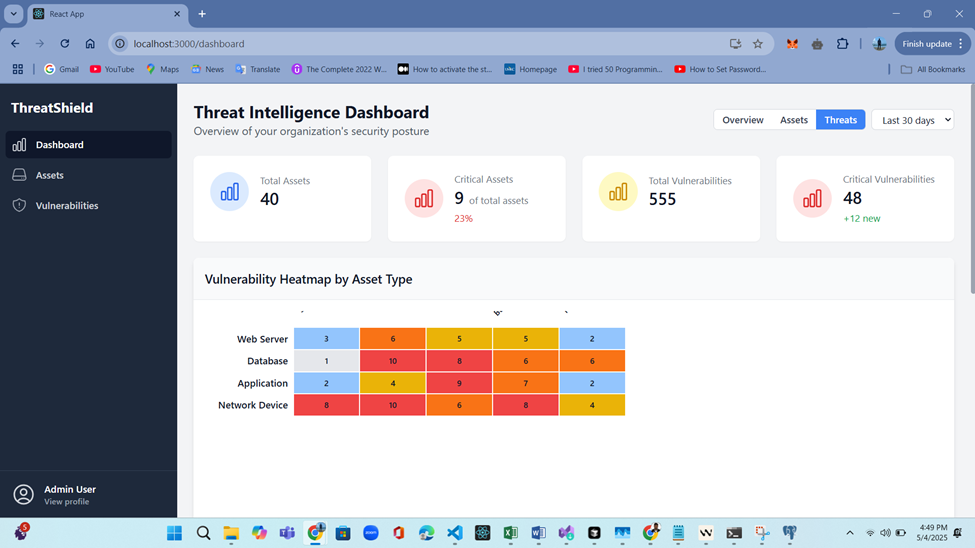 React App
localhost:3000/dashboard
Finish update
Gmail
YouTube
Maps
News
Translate
The Complete 2022 W...
How to activate the st...
Homepage
I tried 50 Programmin...
How to Set Password...
All Bookmarks
ThreatShield
Dashboard
Assets
Vulnerabilities
Admin User
View profile
Threat Intelligence Dashboard
Overview of your organization's security posture
Overview Assets Threats
Last 30 days
Total Assets
40
Critical Assets
9 of total assets
23%
Total Vulnerabilities
555
Critical Vulnerabilities
48
+12 new
Vulnerability Heatmap by Asset Type
Web Server 3 6 5 5 2
Database 1 10 8 6 6
Application 2 4 9 7 2
Network Device 8 10 6 8 4
5
zoom
4:49 PM
5/4/2025